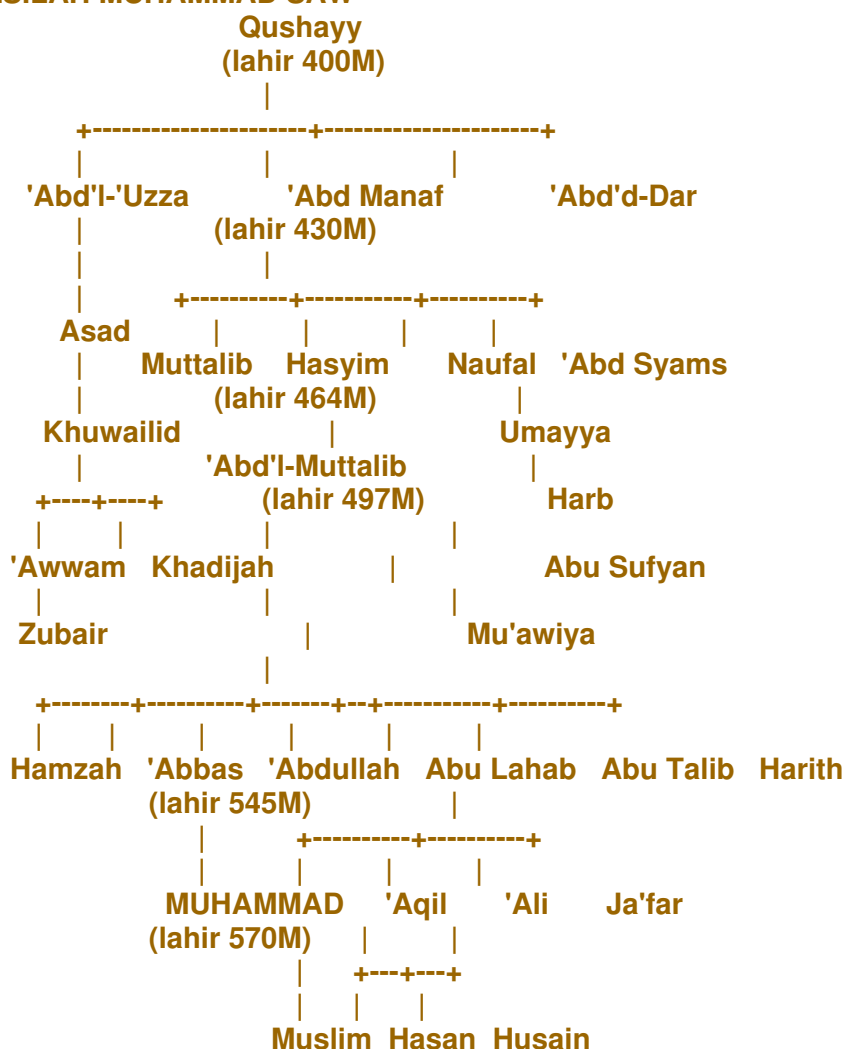 MUHAMMAD SAW
Qushayy
(lahir 400M)
|
+----------------------+-----------------------+
| | |
'Abd'l-'Uzza 'Abd Manaf 'Abd'd-Dar
| (lahir 430M)
| |
| +----------+-----------+----------+
Asad | | | |
| Muttalib Hasyim Naufal 'Abd Syams
| (lahir 464M) |
Khuwailid | Umayya
| 'Abd'l-Muttalib |
+----+----+ (lahir 497M) Harb
| | | |
'Awwam Khadijah | Abu Sufyan
| | |
Zubair | Mu'awiya
|
+--------+----------+-------+--+-----------+----------+
| | | | | |
Hamzah 'Abbas 'Abdullah Abu Lahab Abu Talib Harith
(lahir 545M) |
| +----------+----------+
| | | |
MUHAMMAD 'Aqil 'Ali Ja'far
(lahir 570M) | |
| +---+---+
| | |
Muslim Hasan Husain